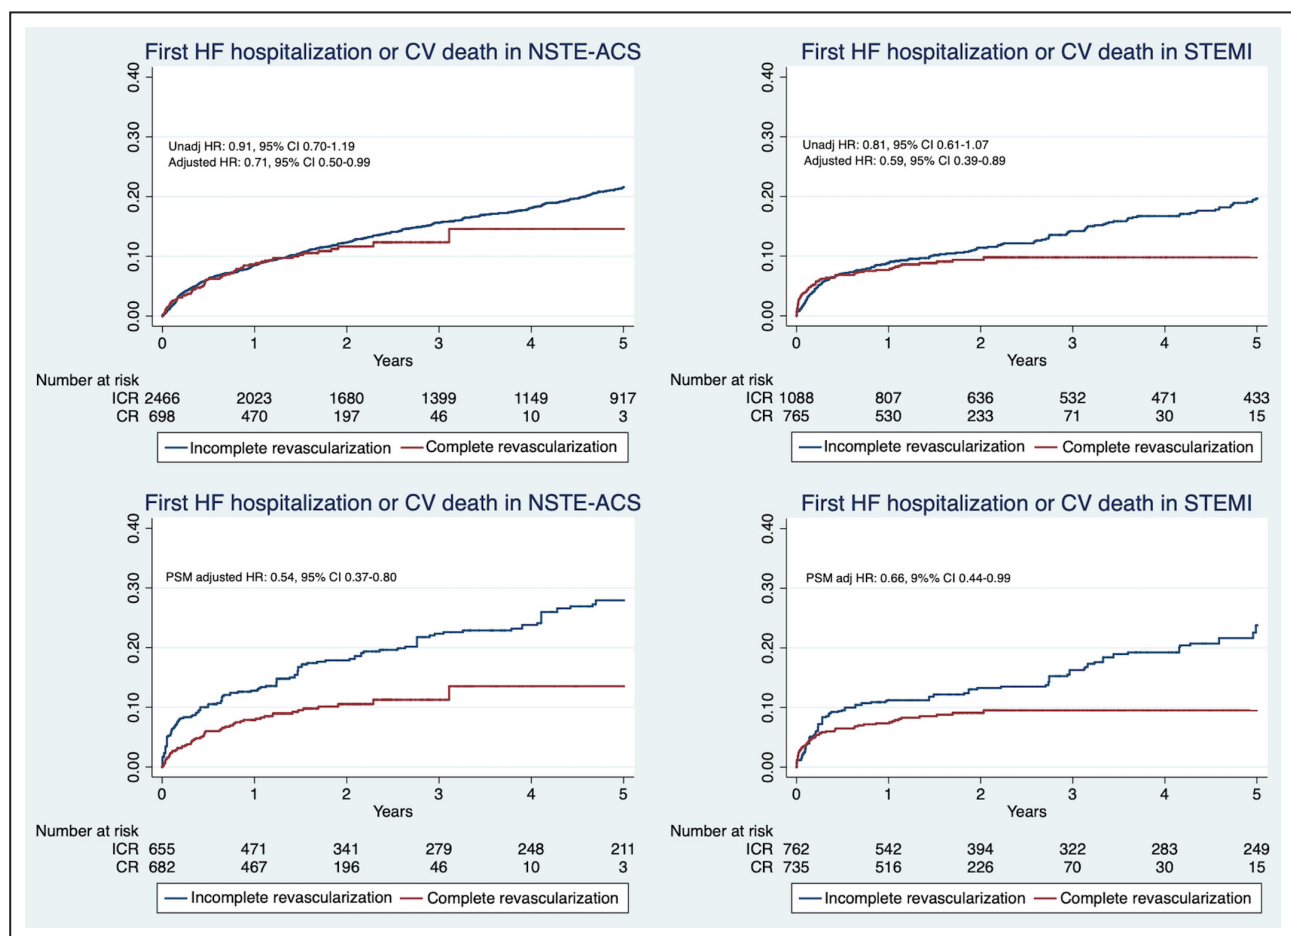 First HF hospitalization or CV death in NSTE-ACS
0.40
0.30
0.20
0.10
0.00
Unadj HR: 0.91, 95% CI 0.70-1.19
Adjusted HR: 0.71, 95% CI 0.50-0.99
0 1 2 3 4 5
Years
Number at risk
ICR 2466 2023 1680 1399 1149 917
CR 698 470 197 46 10 3
Incomplete revascularization Complete revascularization
First HF hospitalization or CV death in STEMI
0.40
0.30
0.20
0.10
0.00
Unadj HR: 0.81, 95% CI 0.61-1.07
Adjusted HR: 0.59, 95% CI 0.39-0.89
0 1 2 3 4 5
Years
Number at risk
ICR 1088 807 636 532 471 433
CR 765 530 233 71 30 15
Incomplete revascularization Complete revascularization
First HF hospitalization or CV death in NSTE-ACS
0.40
0.30
0.20
0.10
0.00
PSM adjusted HR: 0.54, 95% CI 0.37-0.80
0 1 2 3 4 5
Years
Number at risk
ICR 655 471 341 279 248 211
CR 682 467 196 46 10 3
Incomplete revascularization Complete revascularization
First HF hospitalization or CV death in STEMI
0.40
0.30
0.20
0.10
0.00
PSM adj HR: 0.66, 9%% CI 0.44-0.99
0 1 2 3 4 5
Years
Number at risk
ICR 762 542 394 322 283 249
CR 735 516 226 70 30 15
Incomplete revascularization Complete revascularization